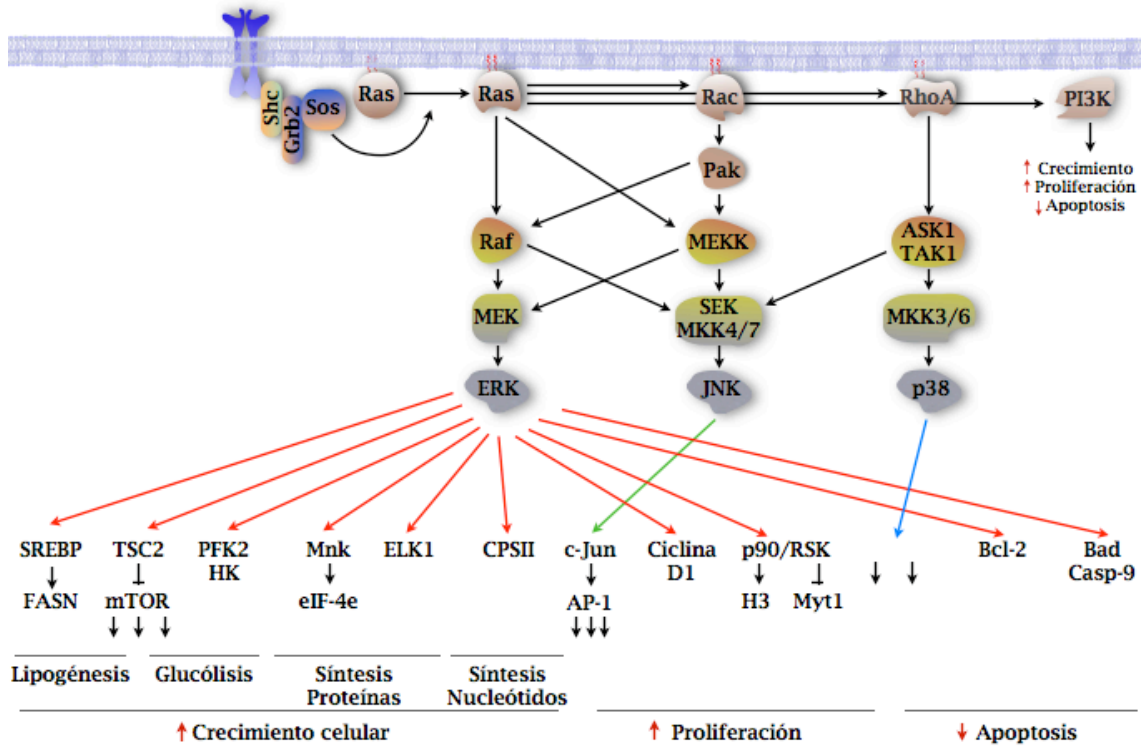 Shc
Grb2
Sos
Ras
Ras
Rac
RhoA
PI3K
↑ Crecimiento
↑ Proliferación
↓ Apoptosis
Pak
Raf
MEKK
ASK1
TAK1
MEK
SEK
MKK4/7
MKK3/6
ERK
JNK
p38
SREBP
TSC2
PFK2
HK
Mnk
ELK1
CPSII
c-Jun
Ciclina
D1
p90/RSK
Bcl-2
Bad
Casp-9
FASN
mTOR
eIF-4e
AP-1
H3
Myt1
Lipogénesis
Glucólisis
Síntesis
Proteínas
Síntesis
Nucleótidos
↑ Crecimiento celular
↑ Proliferación
↓ Apoptosis